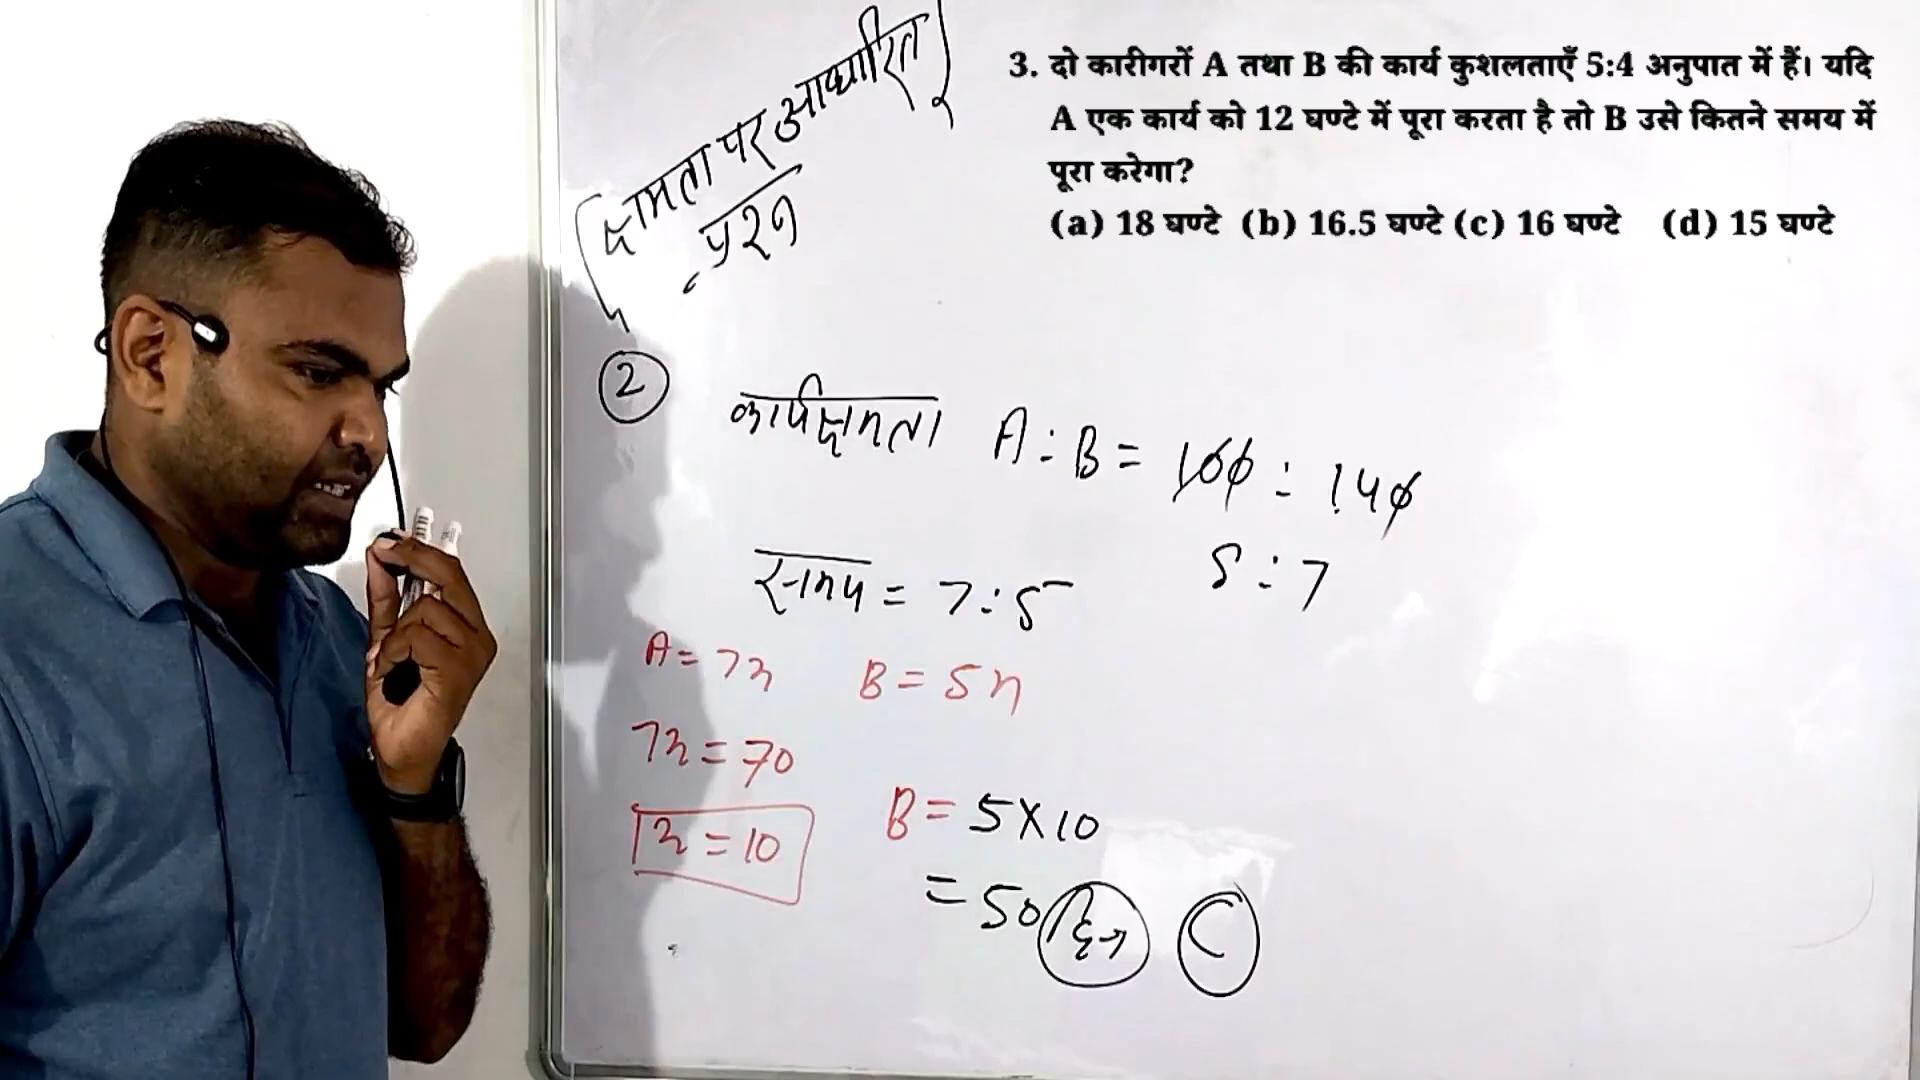 3. दो कारीगरों A तथा B की कार्य कुशलताएँ 5:4 अनुपात में हैं। यदि
A एक कार्य को 12 घण्टे में पूरा करता है तो B उसे कितने समय में
पूरा करेगा?
(a) 18 घण्टे (b) 16.5 घण्टे (c) 16 घण्टे (d) 15 घण्टे
क्षमता पर आधारित
प्रश्न
2
कार्यक्षमता A : B = 100 : 140
5 : 7
समय = 7 : 5
A = 7x B = 5x
7x = 70
x = 10
B = 5 X 10
= 50 दिन C